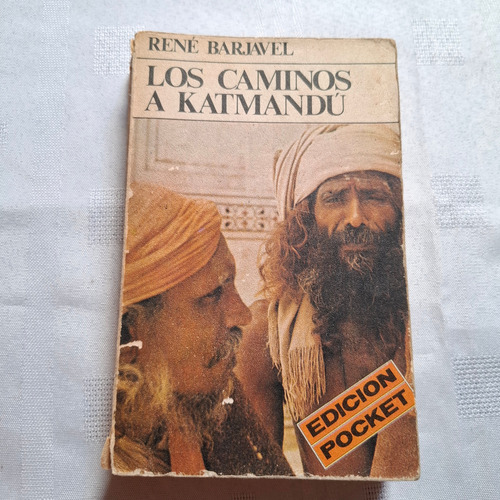 RENÉ BARJAVEL
LOS CAMINOS
A KATMANDÚ
EDICION
POCKET